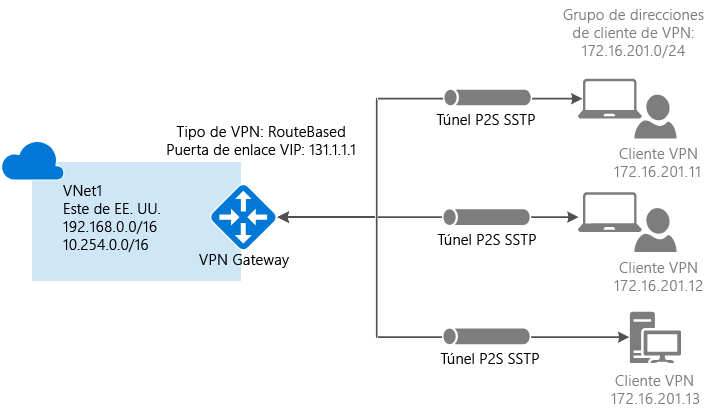 Grupo de direcciones
de cliente de VPN:
172.16.201.0/24
Túnel P2S SSTP
Tipo de VPN: RouteBased
Puerta de enlace VIP: 131.1.1.1
Cliente VPN
172.16.201.11
VNet1
Este de EE. UU.
192.168.0.0/16
10.254.0.0/16
VPN Gateway
Túnel P2S SSTP
Cliente VPN
172.16.201.12
Túnel P2S SSTP
Cliente VPN
172.16.201.13